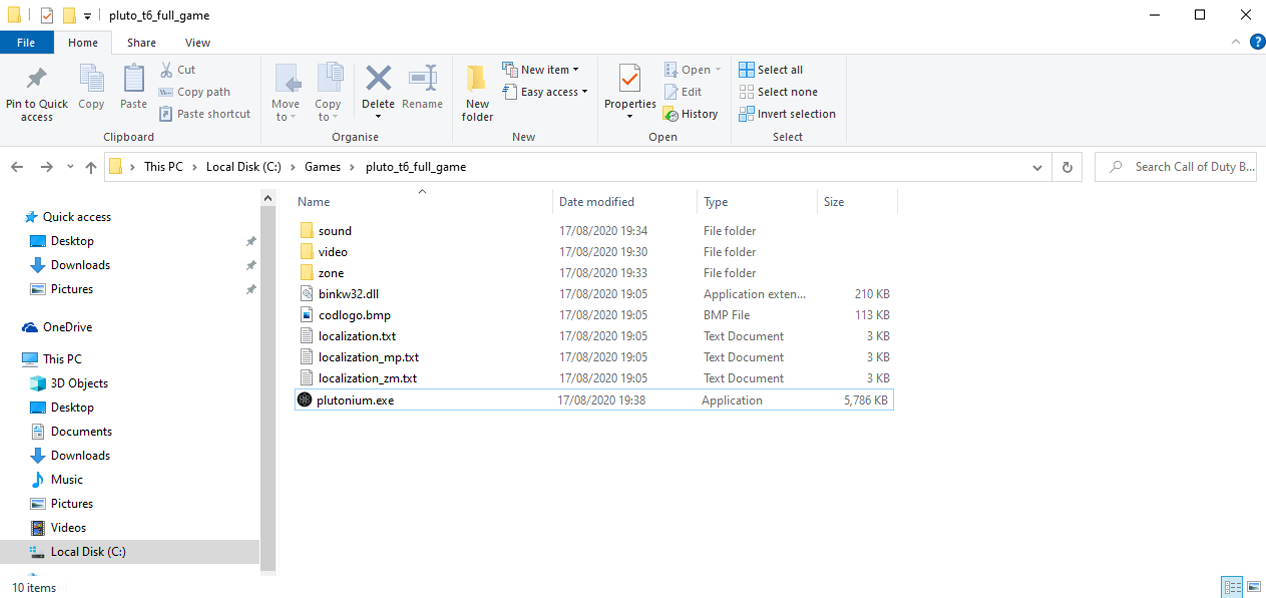 pluto_t6_full_game
File Home Share View
Pin to Quick access
Copy
Paste
Cut
Copy path
Paste shortcut
Clipboard
Move to
Copy to
Delete
Rename
Organise
New folder
New item
Easy access
New
Properties
Open
Edit
History
Open
Select all
Select none
Invert selection
Select
This PC > Local Disk (C:) > Games > pluto_t6_full_game
Search Call of Duty B...
Quick access
Desktop
Downloads
Pictures
OneDrive
This PC
3D Objects
Desktop
Documents
Downloads
Music
Pictures
Videos
Local Disk (C:)
Name Date modified Type Size
sound 17/08/2020 19:34 File folder
video 17/08/2020 19:30 File folder
zone 17/08/2020 19:33 File folder
binkw32.dll 17/08/2020 19:05 Application exten... 210 KB
codlogo.bmp 17/08/2020 19:05 BMP File 113 KB
localization.txt 17/08/2020 19:05 Text Document 3 KB
localization_mp.txt 17/08/2020 19:05 Text Document 3 KB
localization_zm.txt 17/08/2020 19:05 Text Document 3 KB
plutonium.exe 17/08/2020 19:38 Application 5,786 KB
10 items